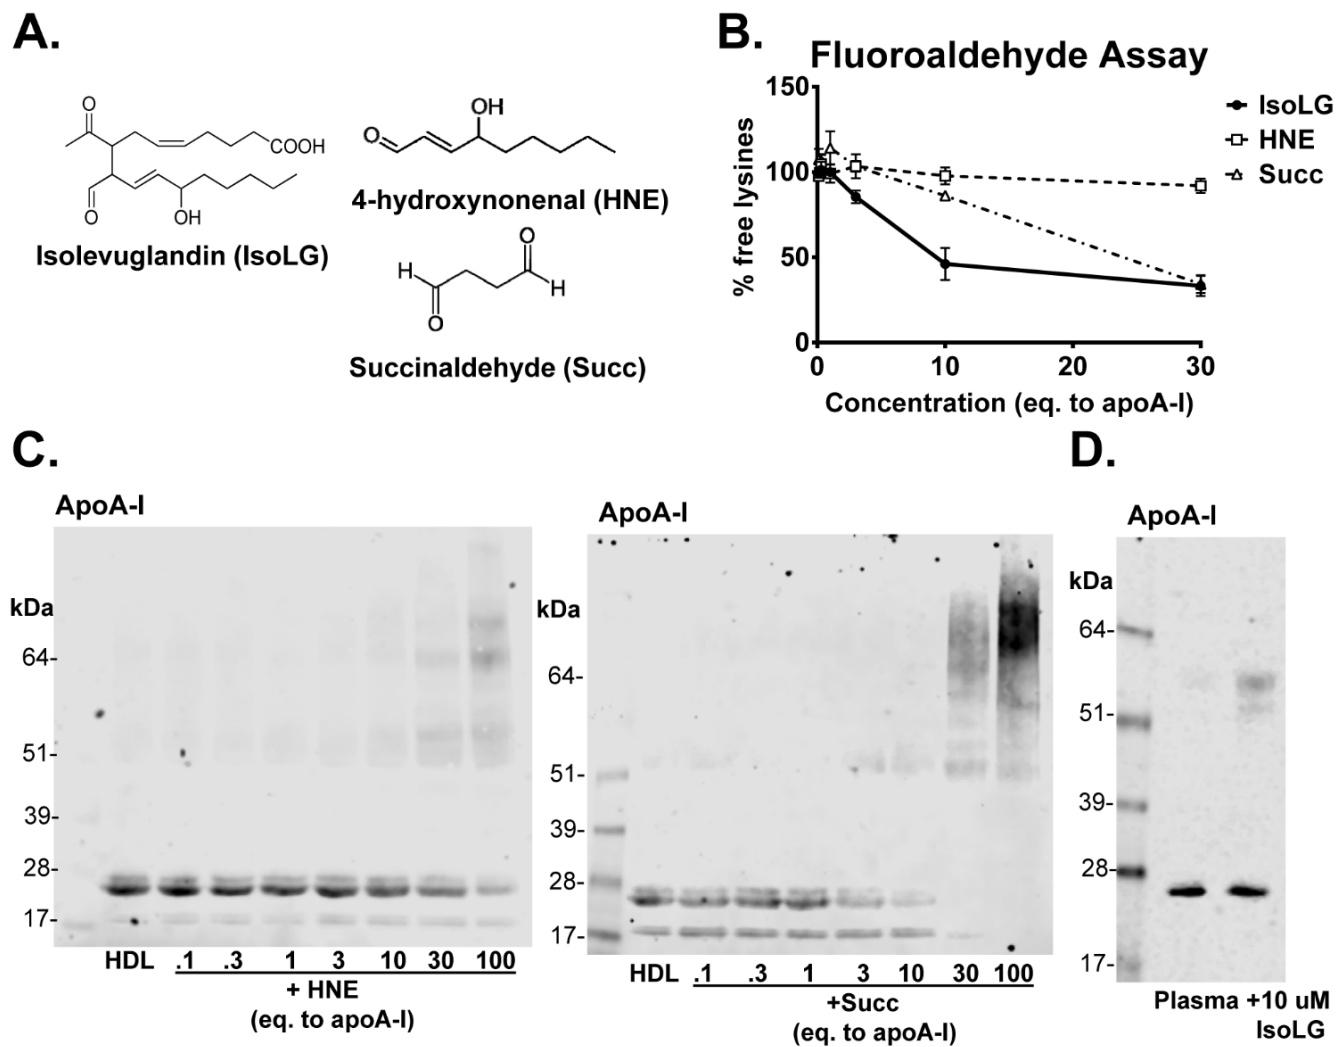 A.
O
COOH
O
OH
Isolevuglandin (IsoLG)
O
OH
4-hydroxynonenal (HNE)
O
H
H
O
Succinaldehyde (Succ)
B.
Fluoroaldehyde Assay
% free lysines
150
100
50
0
0 10 20 30
Concentration (eq. to apoA-I)
IsoLG
HNE
Succ
C.
ApoA-I
kDa
64-
51-
39-
28-
17-
HDL .1 .3 1 3 10 30 100
+ HNE
(eq. to apoA-I)
ApoA-I
kDa
64-
51-
39-
28-
17-
HDL .1 .3 1 3 10 30 100
+Succ
(eq. to apoA-I)
D.
ApoA-I
kDa
64-
51-
39-
28-
17-
Plasma +10 uM
IsoLG